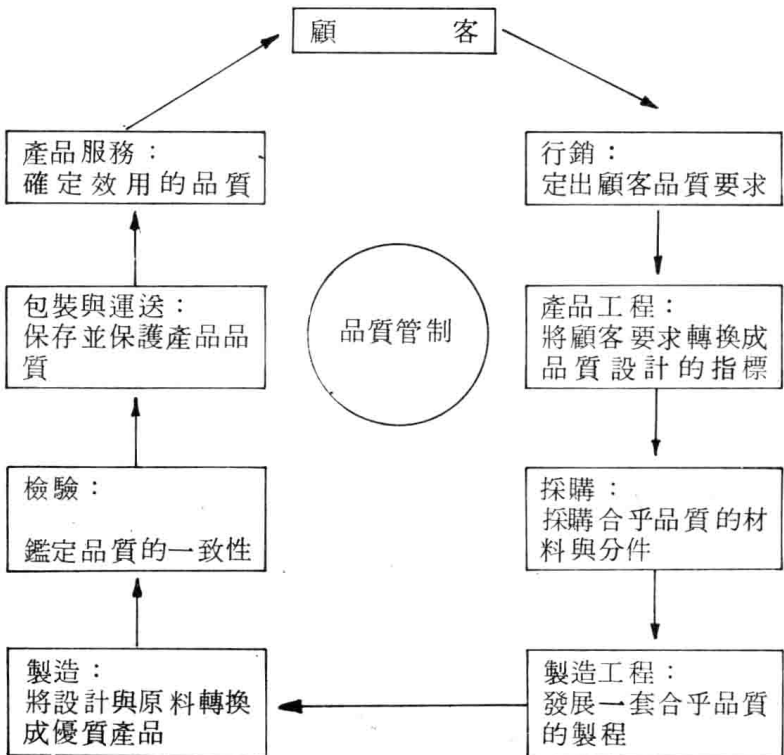 顧客
行銷：
定出顧客品質要求
產品工程：
將顧客要求轉換成
品質設計的指標
採購：
採購合乎品質的材
料與分件
製造工程：
發展一套合乎品質
的製程
製造：
將設計與原料轉換
成優質產品
檢驗：
鑑定品質的一致性
包裝與運送：
保存並保護產品品
質
產品服務：
確定效用的品質
品質管制